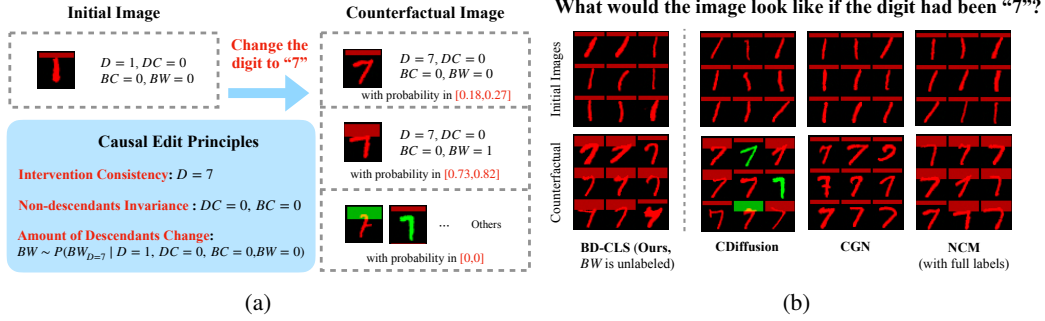 Initial Image
D = 1, DC = 0
BC = 0, BW = 0
Change the
digit to “7”
Causal Edit Principles
Intervention Consistency: D = 7
Non-descendants Invariance : DC = 0, BC = 0
Amount of Descendants Change:
BW ∼ P(BW_{D=7} | D = 1, DC = 0, BC = 0,BW = 0)
Counterfactual Image
D = 7, DC = 0
BC = 0, BW = 0
with probability in [0.18,0.27]
D = 7, DC = 0
BC = 0, BW = 1
with probability in [0.73,0.82]
... Others
with probability in [0,0]
(a)
What would the image look like if the digit had been “7”?
Initial Images
Counterfactual
BD-CLS (Ours,
BW is unlabeled)
CDiffusion
CGN
NCM
(with full labels)
(b)